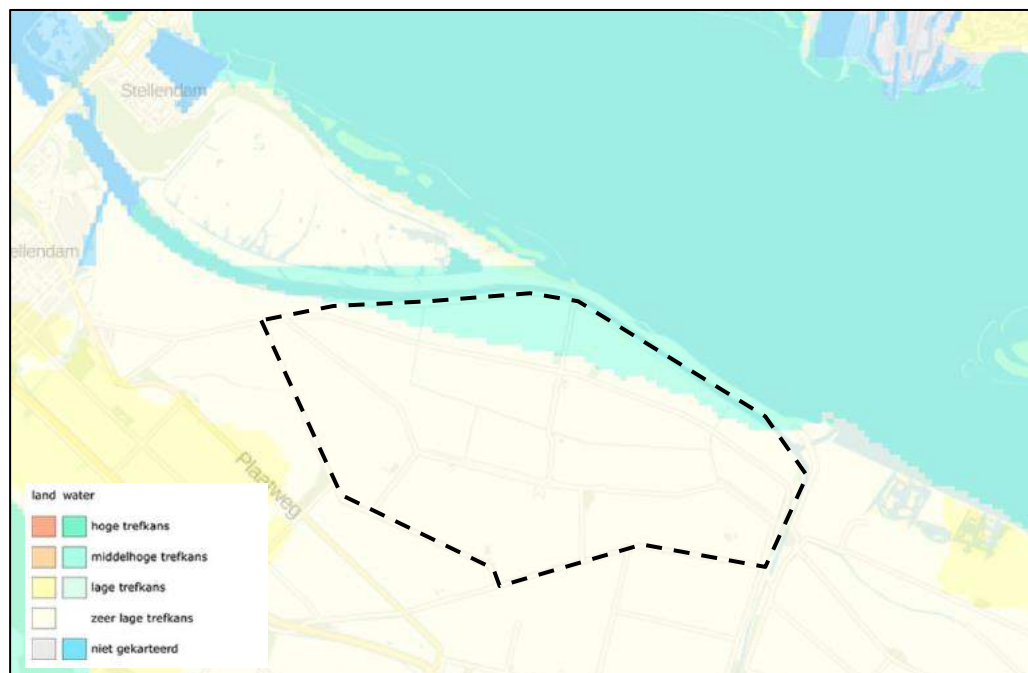 Stellendam
ellendam
Plaatweg
land water
hoge trefkans
middelhoge trefkans
lage trefkans
zeer lage trefkans
niet gekarteerd